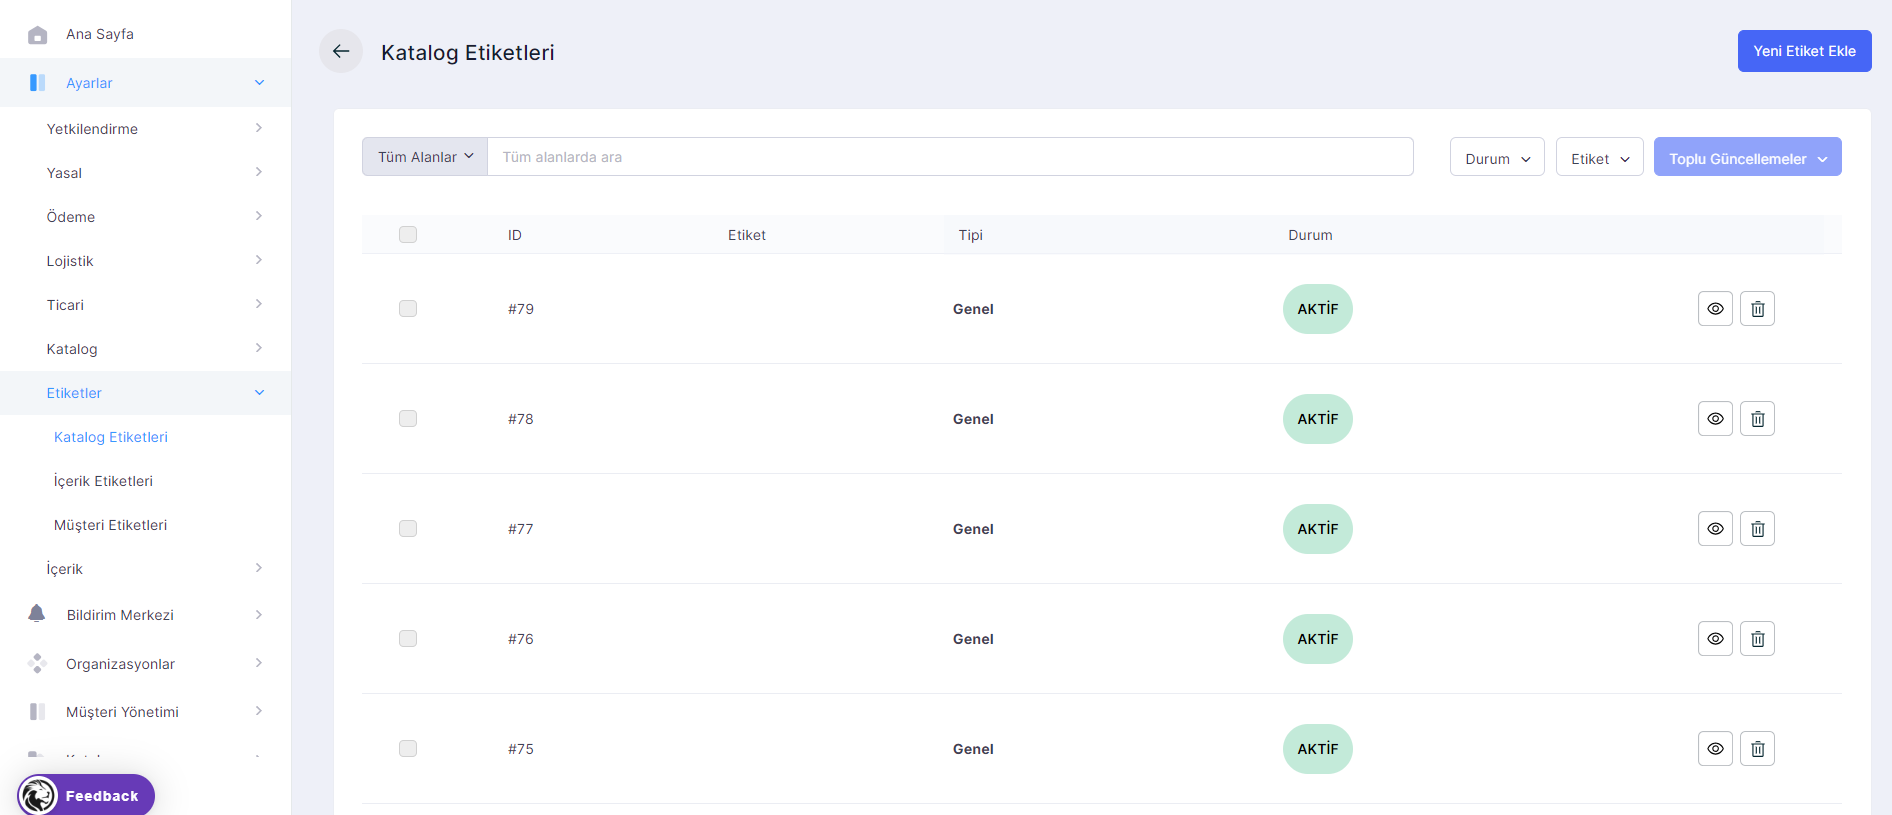 Ana Sayfa
Ayarlar
Yetkilendirme
Yasal
Ödeme
Lojistik
Ticari
Katalog
Etiketler
Katalog Etiketleri
İçerik Etiketleri
Müşteri Etiketleri
İçerik
Bildirim Merkezi
Organizasyonlar
Müşteri Yönetimi
Feedback
Katalog Etiketleri
Yeni Etiket Ekle
Tüm Alanlar Tüm alanlarda ara Durum Etiket Toplu Güncellemeler
ID Etiket Tipi Durum
#79 Genel AKTİF
#78 Genel AKTİF
#77 Genel AKTİF
#76 Genel AKTİF
#75 Genel AKTİF